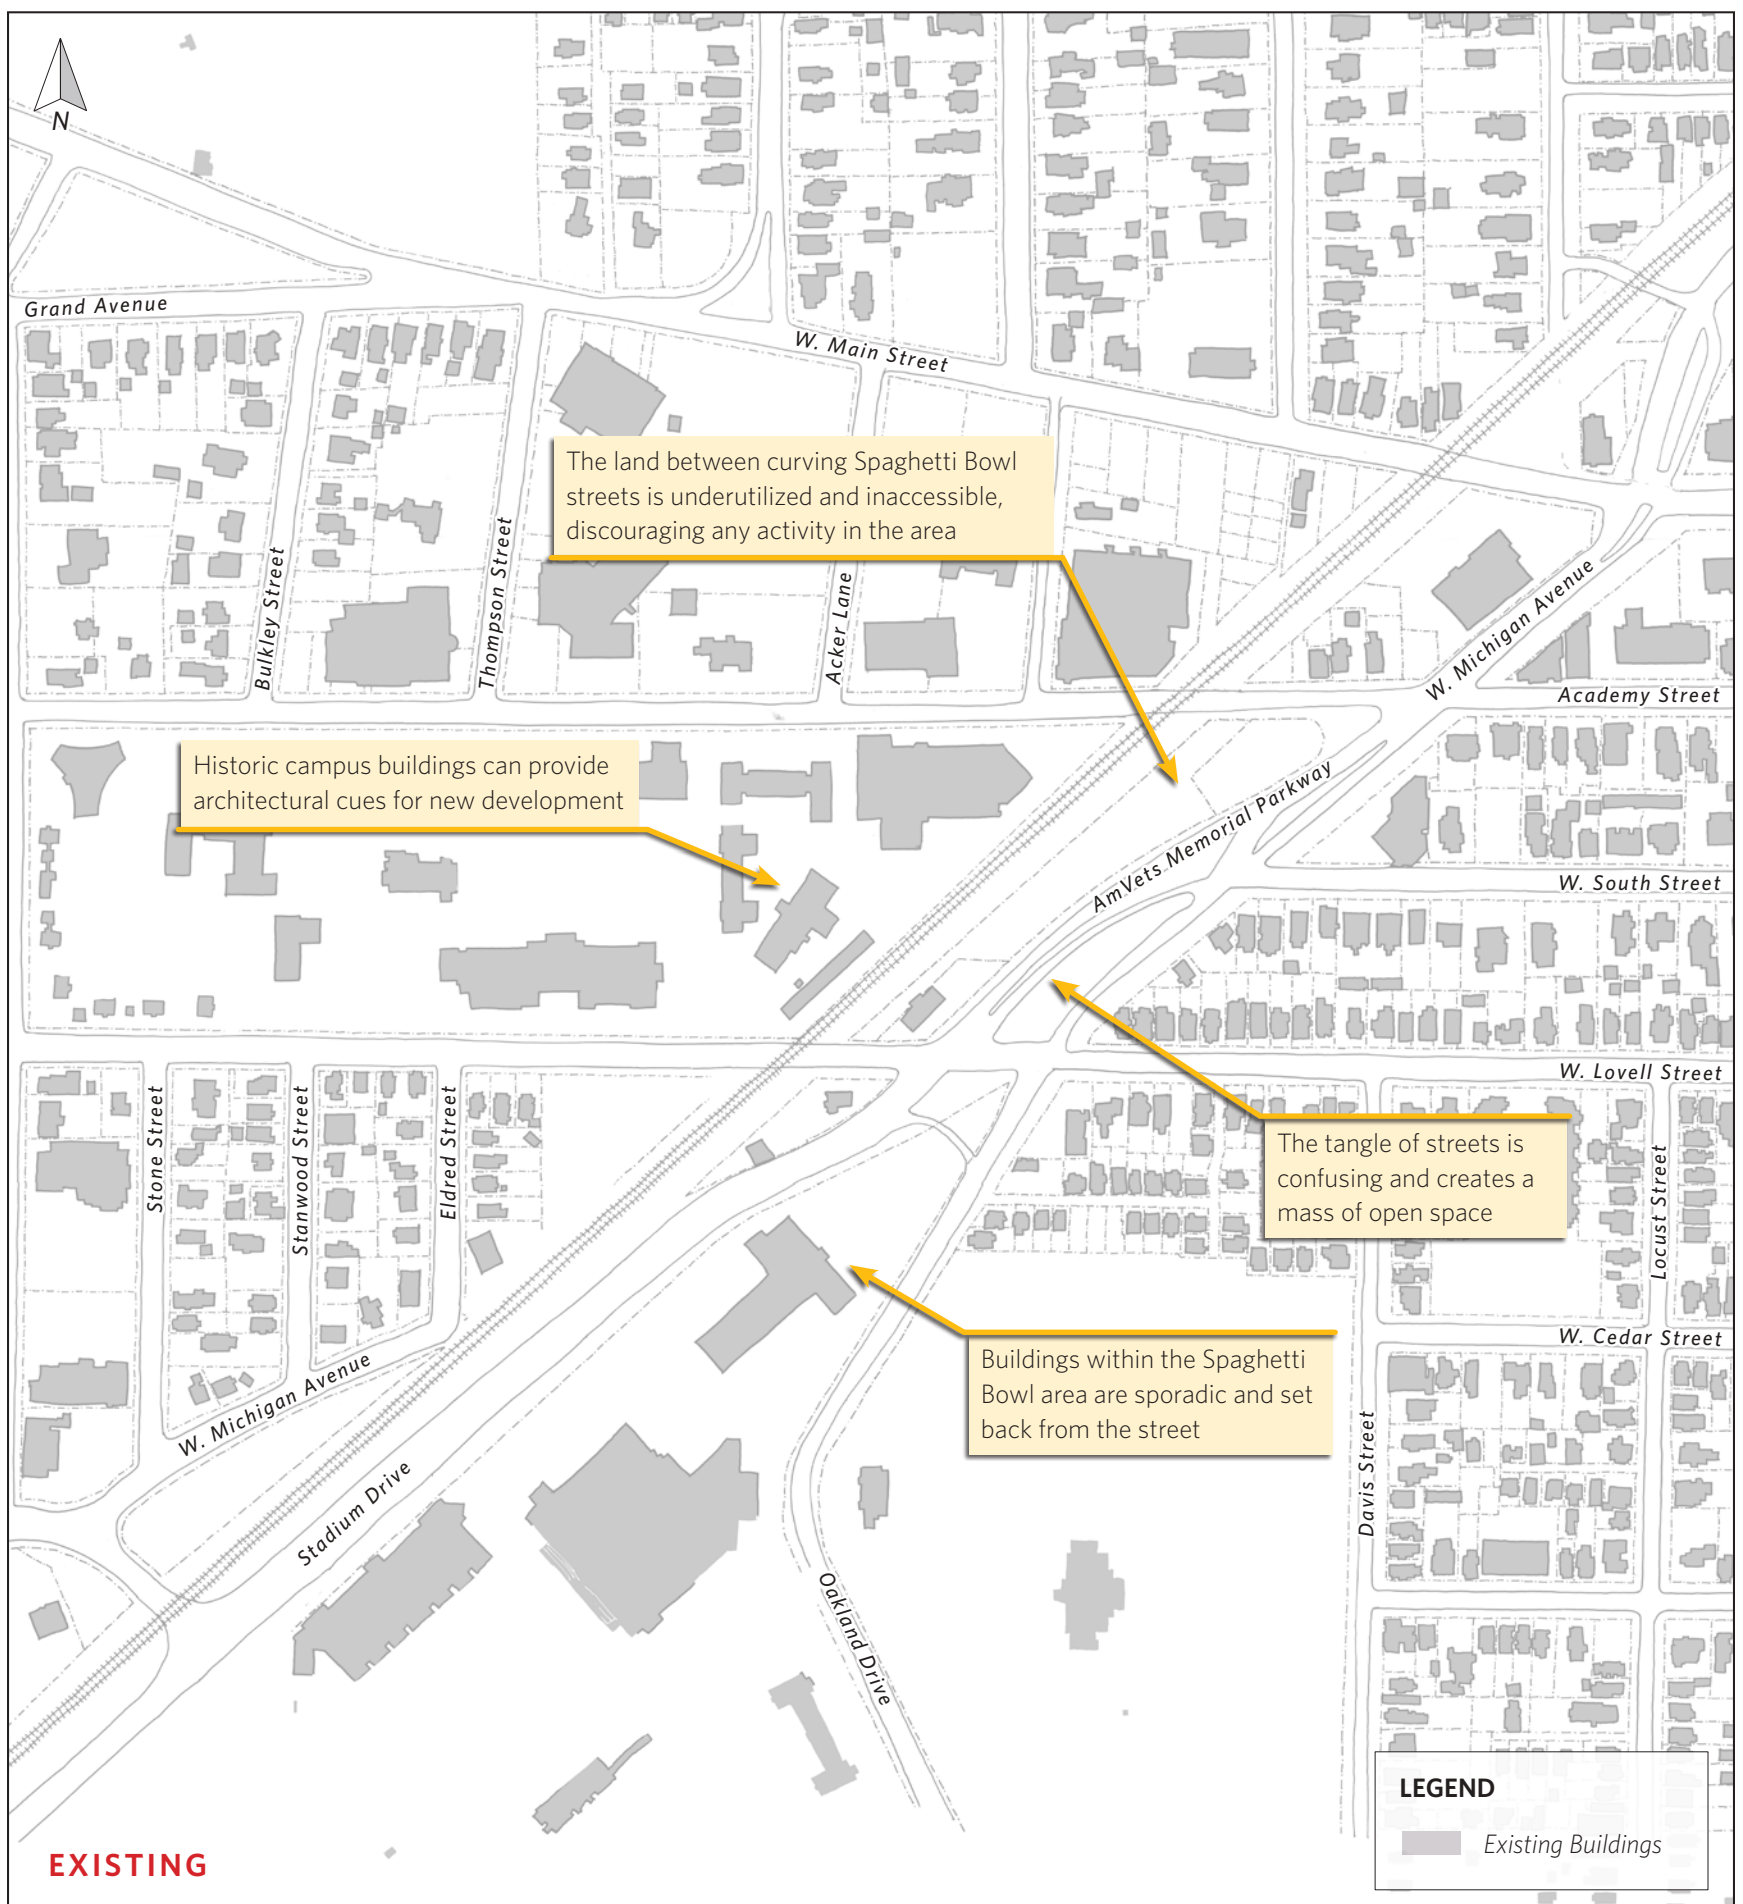 N
Grand Avenue
W. Main Street
The land between curving Spaghetti Bowl
streets is underutilized and inaccessible,
discouraging any activity in the area
Bulkley Street
Thompson Street
Acker Lane
W. Michigan Avenue
Academy Street
Historic campus buildings can provide
architectural cues for new development
AmVets Memorial Parkway
W. South Street
W. Lovell Street
Stone Street
Stanwood Street
Eldred Street
The tangle of streets is
confusing and creates a
mass of open space
Locust Street
W. Cedar Street
Buildings within the Spaghetti
Bowl area are sporadic and set
back from the street
W. Michigan Avenue
Stadium Drive
Davis Street
Oakland Drive
LEGEND
Existing Buildings
EXISTING